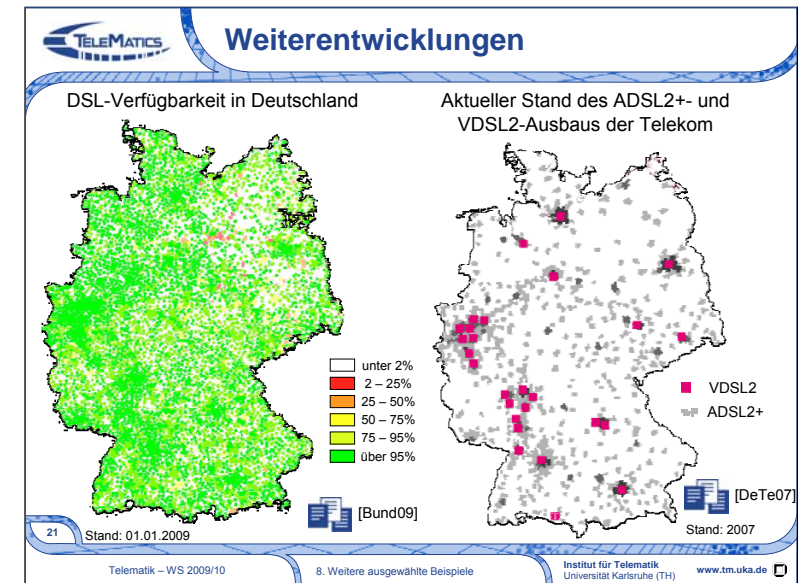 TELEMATICS
Weiterentwicklungen
DSL-Verfügbarkeit in Deutschland
Aktueller Stand des ADSL2+- und
VDSL2-Ausbaus der Telekom
unter 2%
2 – 25%
25 – 50%
50 – 75%
75 – 95%
über 95%
VDSL2
ADSL2+
[Bund09]
[DeTe07]
21
Stand: 01.01.2009
Stand: 2007
Telematik – WS 2009/10
8. Weitere ausgewählte Beispiele
Institut für Telematik
Universität Karlsruhe (TH)
www.tm.uka.de